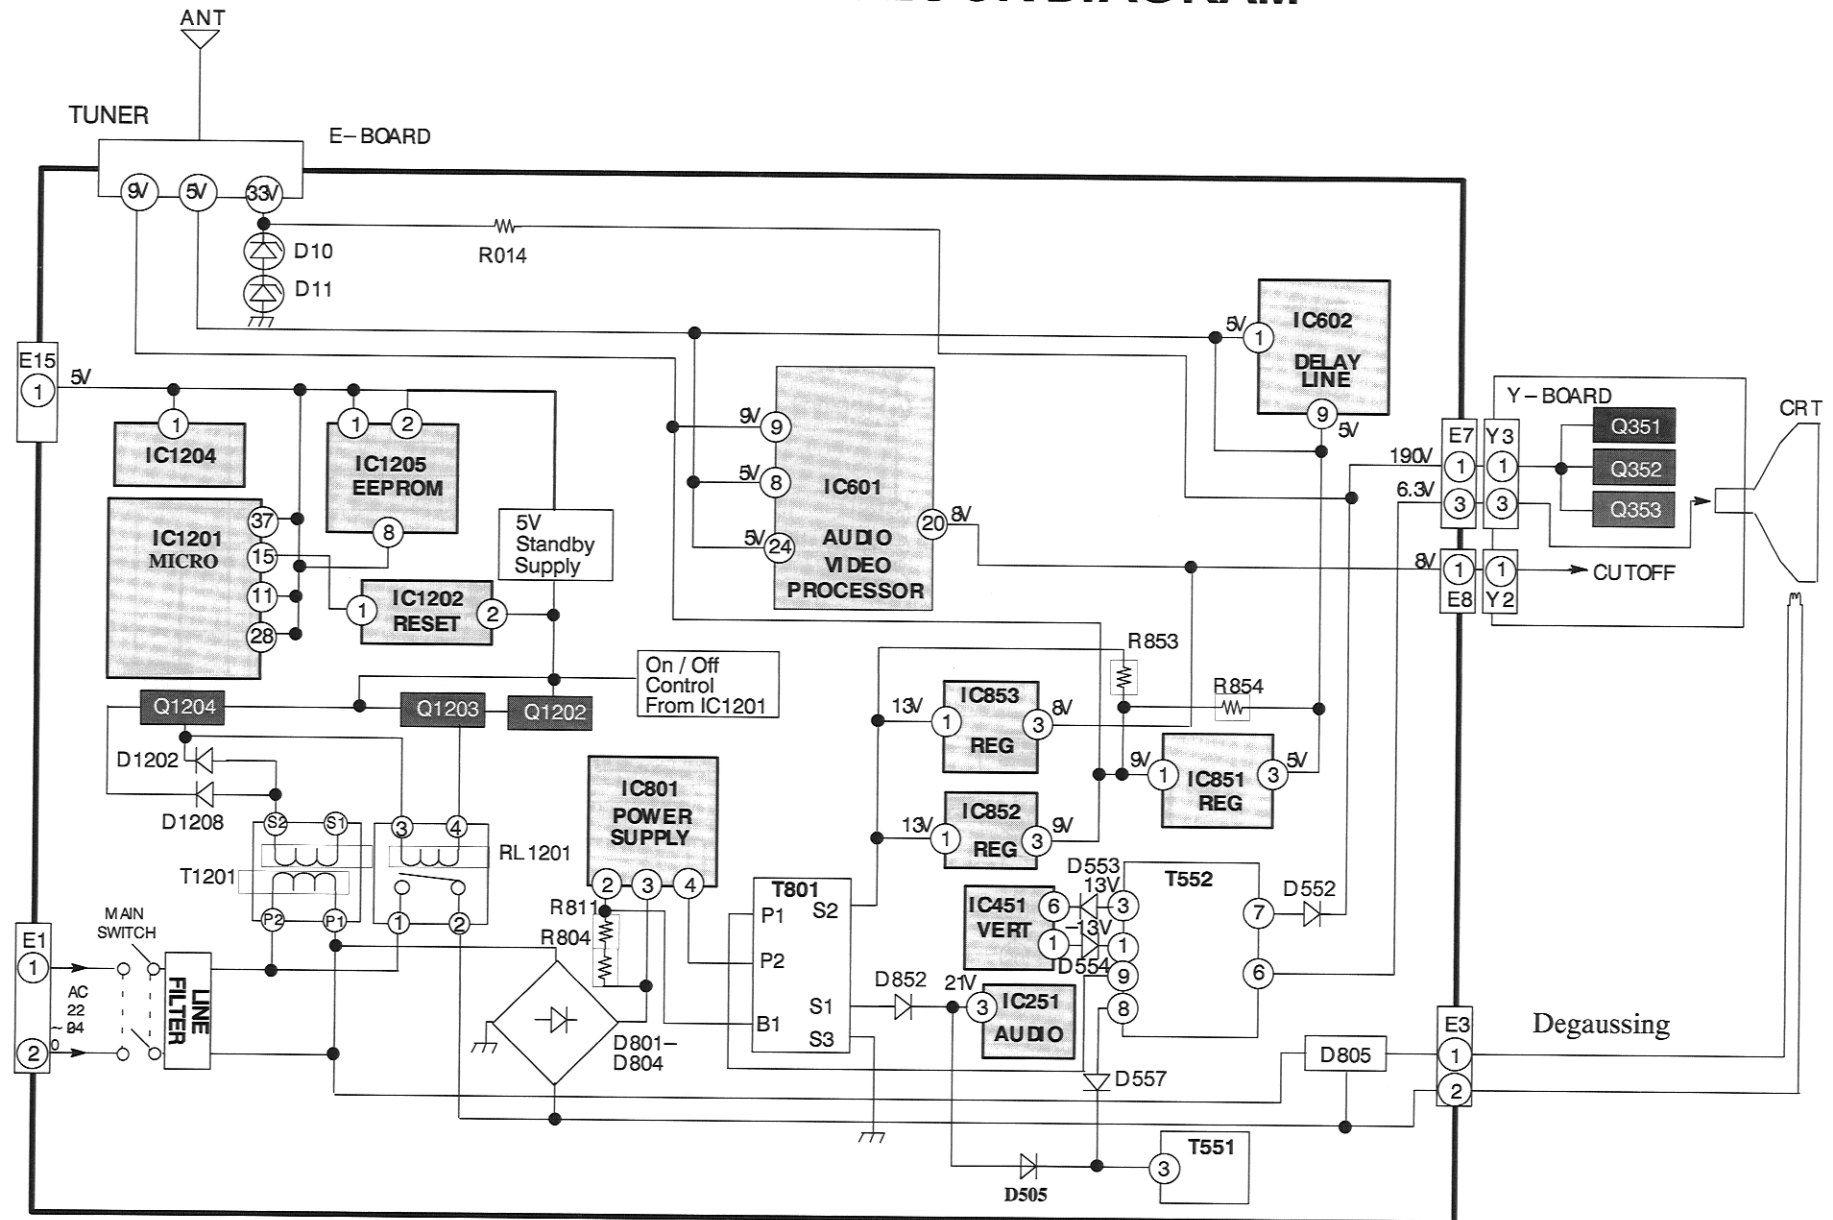 ANT
TUNER
E-BOARD
9V
5V
33V
D10
D11
R014
E15
1
5V
1
IC1204
1
2
IC1205
EEPROM
8
IC1201
MICRO
37
15
11
28
1
IC1202
RESET
2
5V
Standby
Supply
On / Off
Control
From IC1201
Q1204
Q1203
Q1202
D1202
D1208
S2
S1
T1201
P2
P1
3
4
RL1201
1
2
MAIN
SWITCH
E1
1
2
AC
22
~
0
LINE
FILTER
IC801
POWER
SUPPLY
2
3
4
R811
R804
D801-
D804
T801
P1
S2
P2
S1
B1
S3
9V
9
5V
8
5V
24
IC601
AUDIO
VIDEO
PROCESSOR
20
8V
5V
1
IC602
DELAY
LINE
9
5V
R853
R854
13V
1
IC853
REG
3
8V
13V
1
IC852
REG
3
9V
9V
1
IC851
REG
3
5V
IC451
VERT
6
1
D553
13V
-13V
D554
3
1
9
8
T552
7
6
D552
D852
21V
3
IC251
AUDIO
D557
D505
3
T551
D805
E3
1
2
Degaussing
190V
6.3V
8V
E7
1
3
Y3
1
3
1
E8
1
Y2
Y-BOARD
Q351
Q352
Q353
CUTOFF
CRT